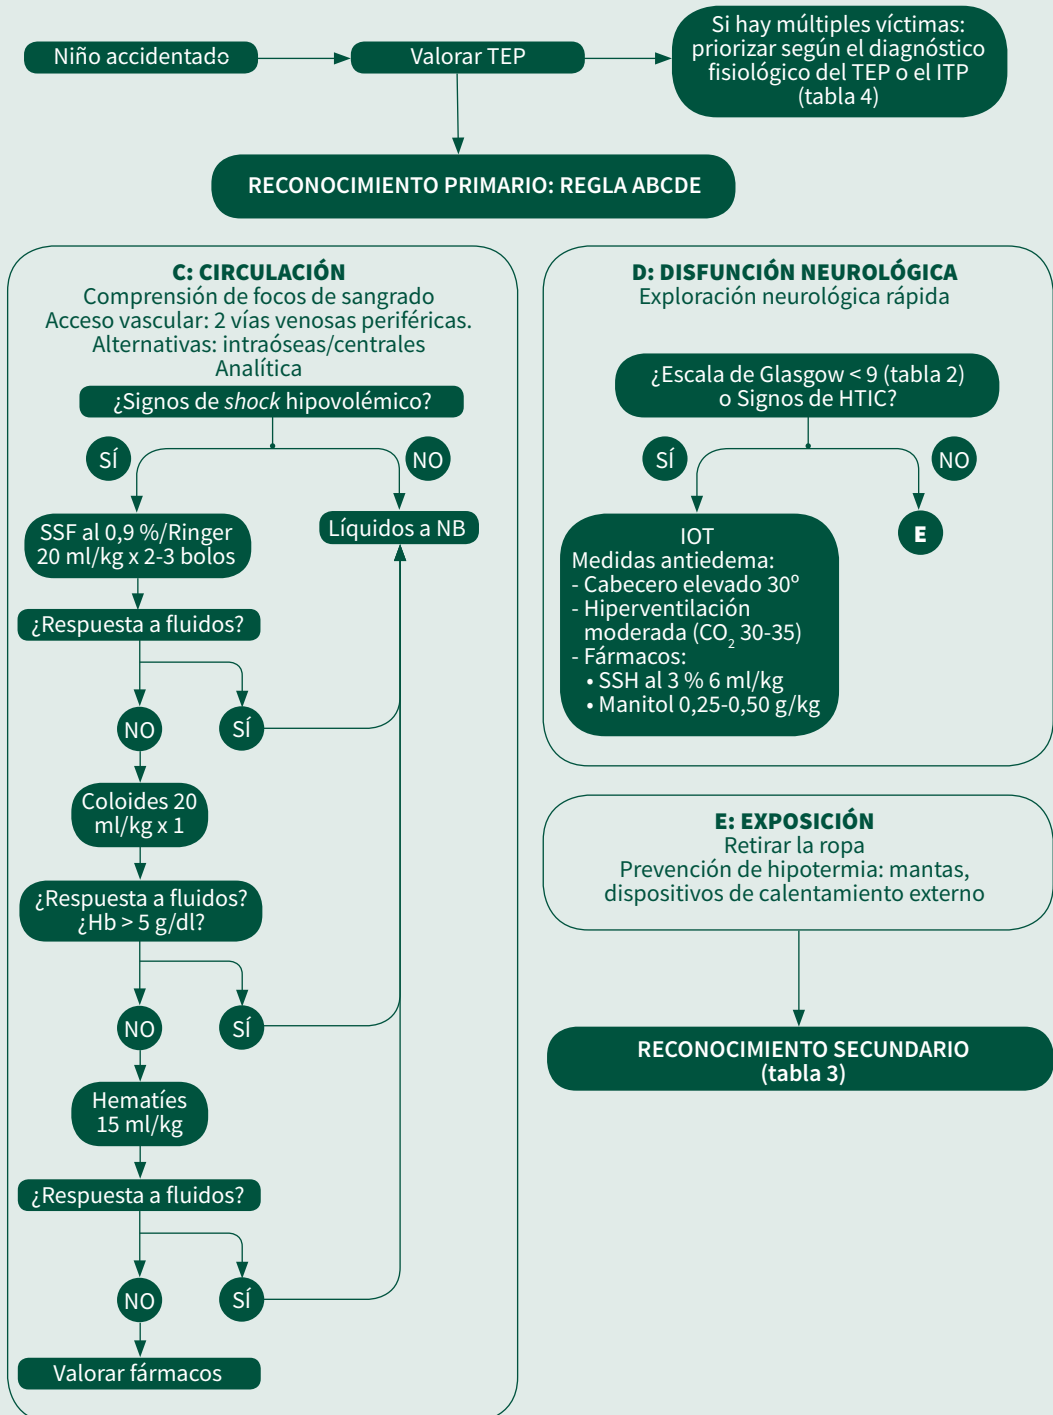 Niño accidentado
Valorar TEP
Si hay múltiples víctimas:
priorizar según el diagnóstico
fisiológico del TEP o el ITP
(tabla 4)
RECONOCIMIENTO PRIMARIO: REGLA ABCDE
C: CIRCULACIÓN
Comprensión de focos de sangrado
Acceso vascular: 2 vías venosas periféricas.
Alternativas: intraóseas/centrales
Analítica
¿Signos de shock hipovolémico?
SÍ
NO
SSF al 0,9 %/Ringer
20 ml/kg x 2-3 bolos
Líquidos a NB
¿Respuesta a fluidos?
NO
SÍ
Coloides 20
ml/kg x 1
¿Respuesta a fluidos?
¿Hb > 5 g/dl?
NO
SÍ
Hematíes
15 ml/kg
¿Respuesta a fluidos?
NO
SÍ
Valorar fármacos
D: DISFUNCIÓN NEUROLÓGICA
Exploración neurológica rápida
¿Escala de Glasgow < 9 (tabla 2)
o Signos de HTIC?
SÍ
NO
IOT
Medidas antiedema:
- Cabecero elevado 30º
- Hiperventilación
moderada (CO₂ 30-35)
- Fármacos:
• SSH al 3 % 6 ml/kg
• Manitol 0,25-0,50 g/kg
E
E: EXPOSICIÓN
Retirar la ropa
Prevención de hipotermia: mantas,
dispositivos de calentamiento externo
RECONOCIMIENTO SECUNDARIO
(tabla 3)